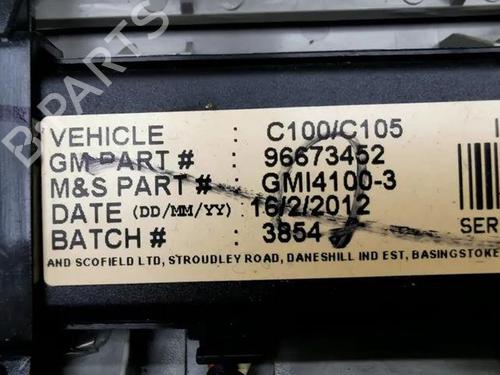 B-PARTS
VEHICLE : C100/C105
GM PART # : 96673452
M&S PART # : GMI4100-3
DATE (DD/MM/YY) : 16/2/2012
BATCH # : 3854
SER
AND SCOFIELD LTD, STROUDLEY ROAD, DANESHILL IND EST, BASINGSTOKE